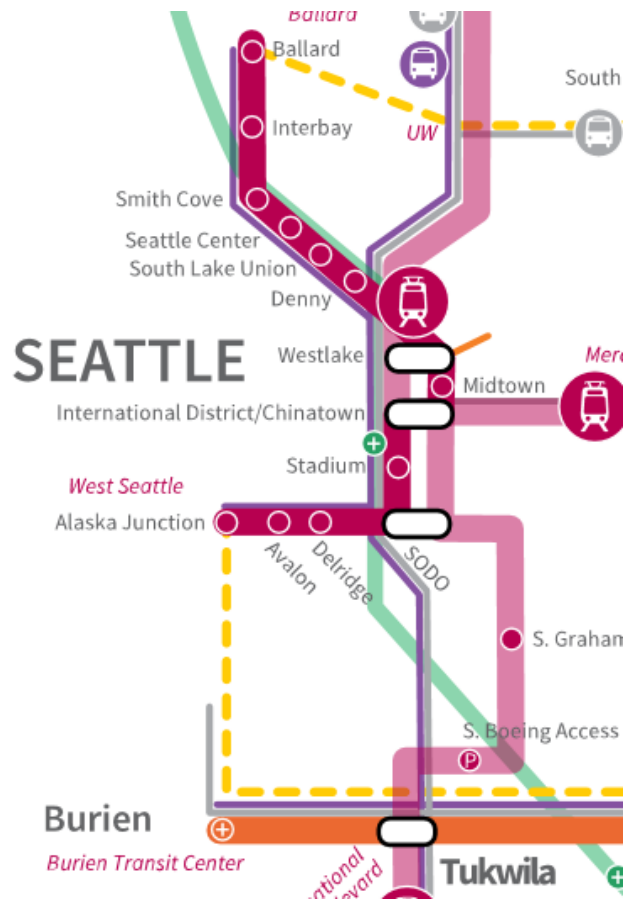 Ballard
Ballard
South
Interbay
UW
Smith Cove
Seattle Center
South Lake Union
Denny
SEATTLE
Westlake
Merc
Midtown
International District/Chinatown
Stadium
West Seattle
Alaska Junction
Avalon
Delridge
SODO
S. Graham
S. Boeing Access
P
Burien
Burien Transit Center
Tukwila